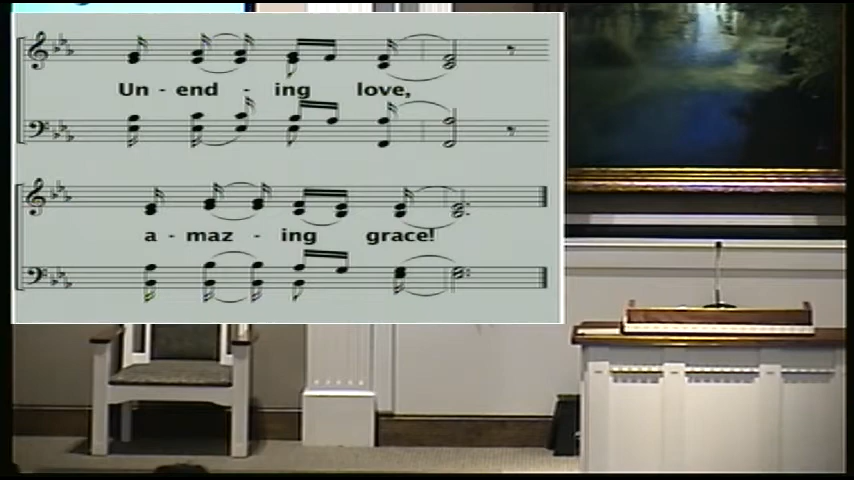 Un - end - ing love,
a - maz - ing grace!